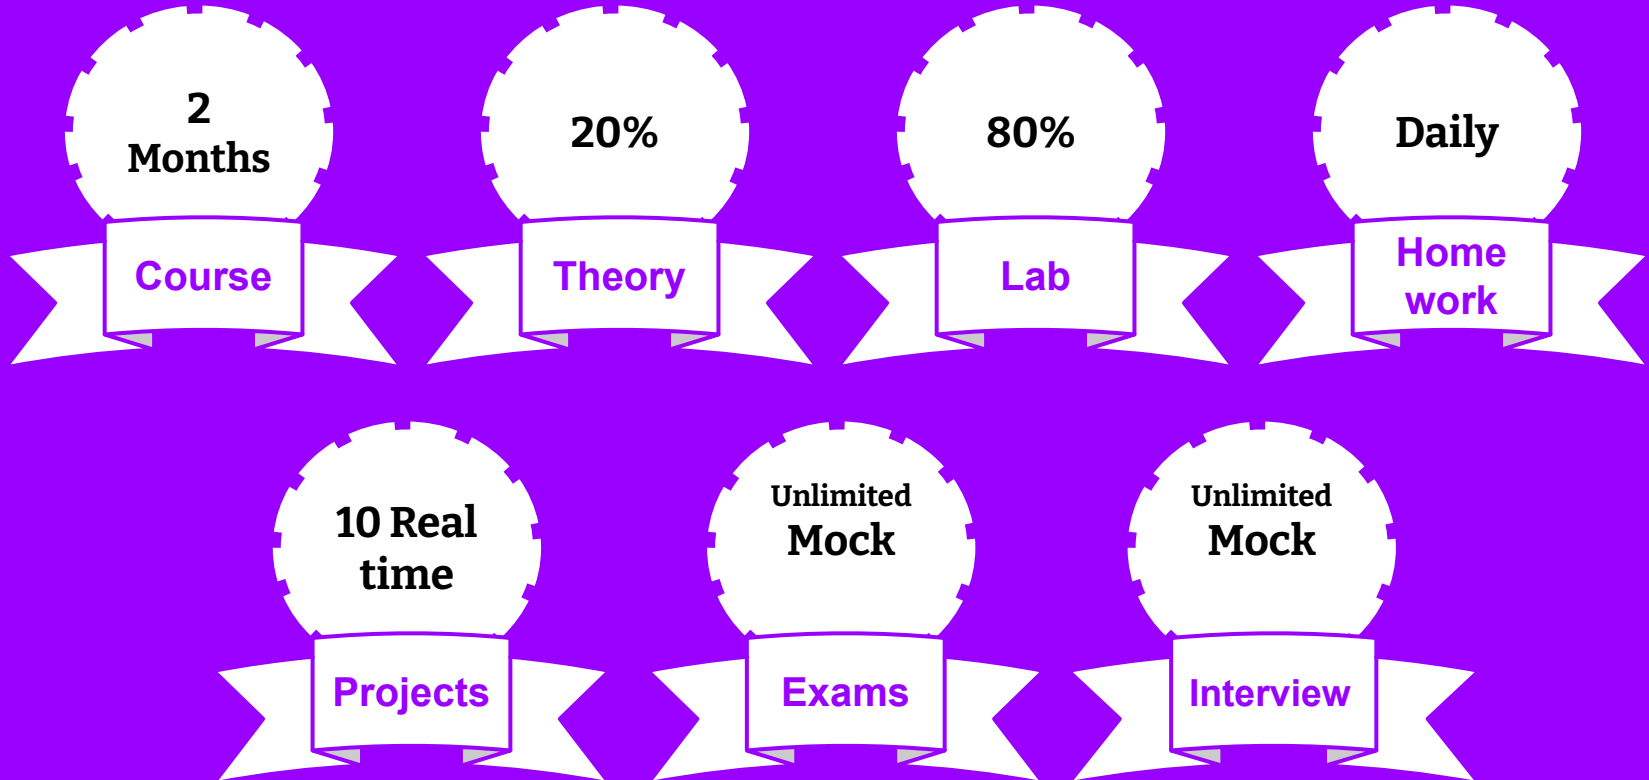 2
Months
Course
20%
Theory
80%
Lab
Daily
Home
work
10 Real
time
Projects
Unlimited
Mock
Exams
Unlimited
Mock
Interview